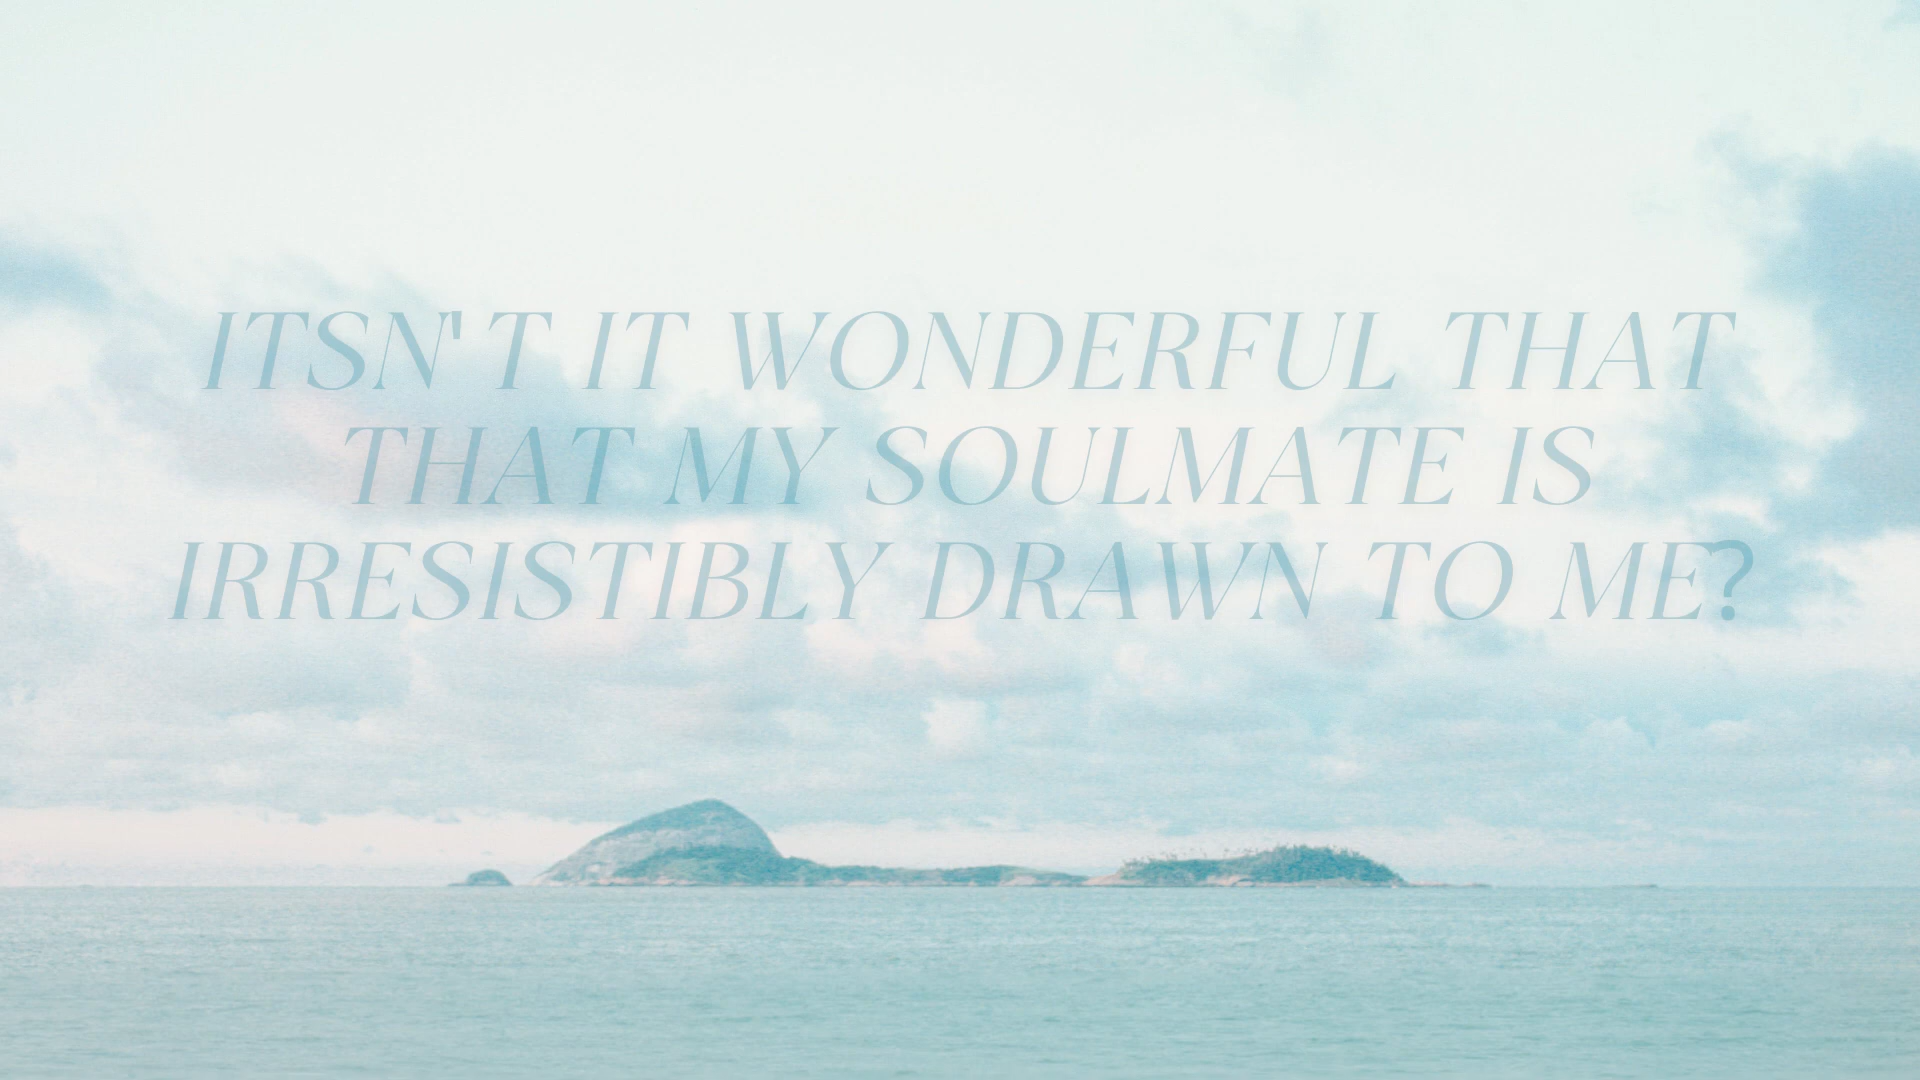 ITSN'T IT WONDERFUL THAT
THAT MY SOULMATE IS
IRRESISTIBLY DRAWN TO ME?